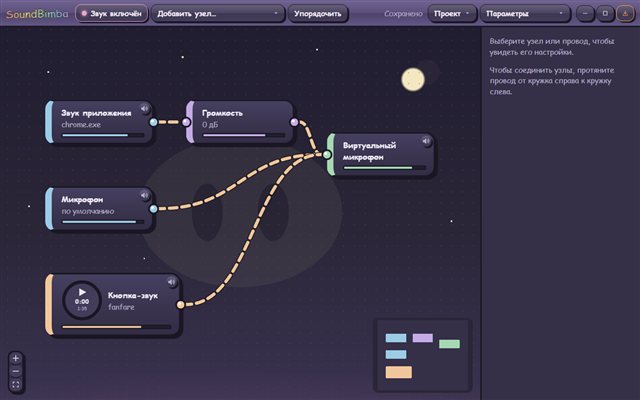 SoundBimba
Звук включён
Добавить узел...
Упорядочить
Сохранено
Проект
Параметры
Выберите узел или провод, чтобы
увидеть его настройки.
Чтобы соединить узлы, протяните
провод от кружка справа к кружку
слева.
Звук приложения
chrome.exe
Громкость
0 дБ
Виртуальный
микрофон
Микрофон
по умолчанию
0:00
1:35
Кнопка-звук
fanfare